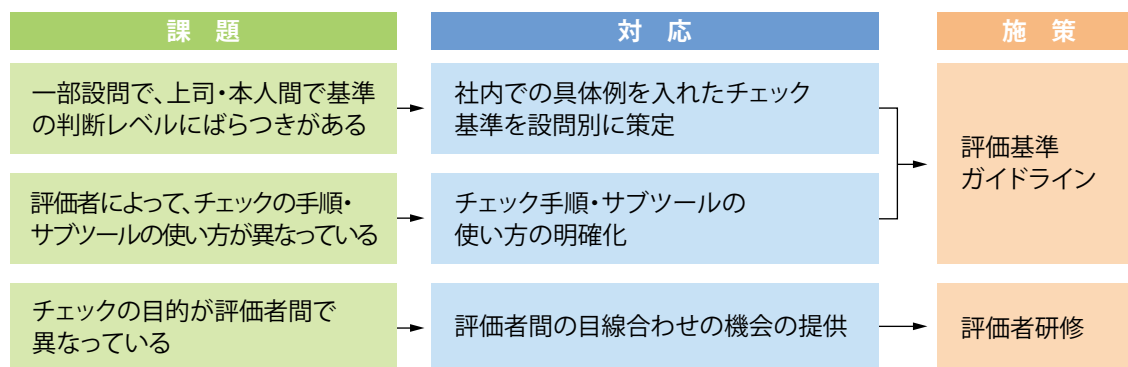 課　題
対　応
施　策
一部設問で、上司・本人間で基準
の判断レベルにばらつきがある
社内での具体例を入れたチェック
基準を設問別に策定
評価者によって、チェックの手順・
サブツールの使い方が異なっている
チェック手順・サブツールの
使い方の明確化
評価基準
ガイドライン
チェックの目的が評価者間で
異なっている
評価者間の目線合わせの機会の提供
評価者研修